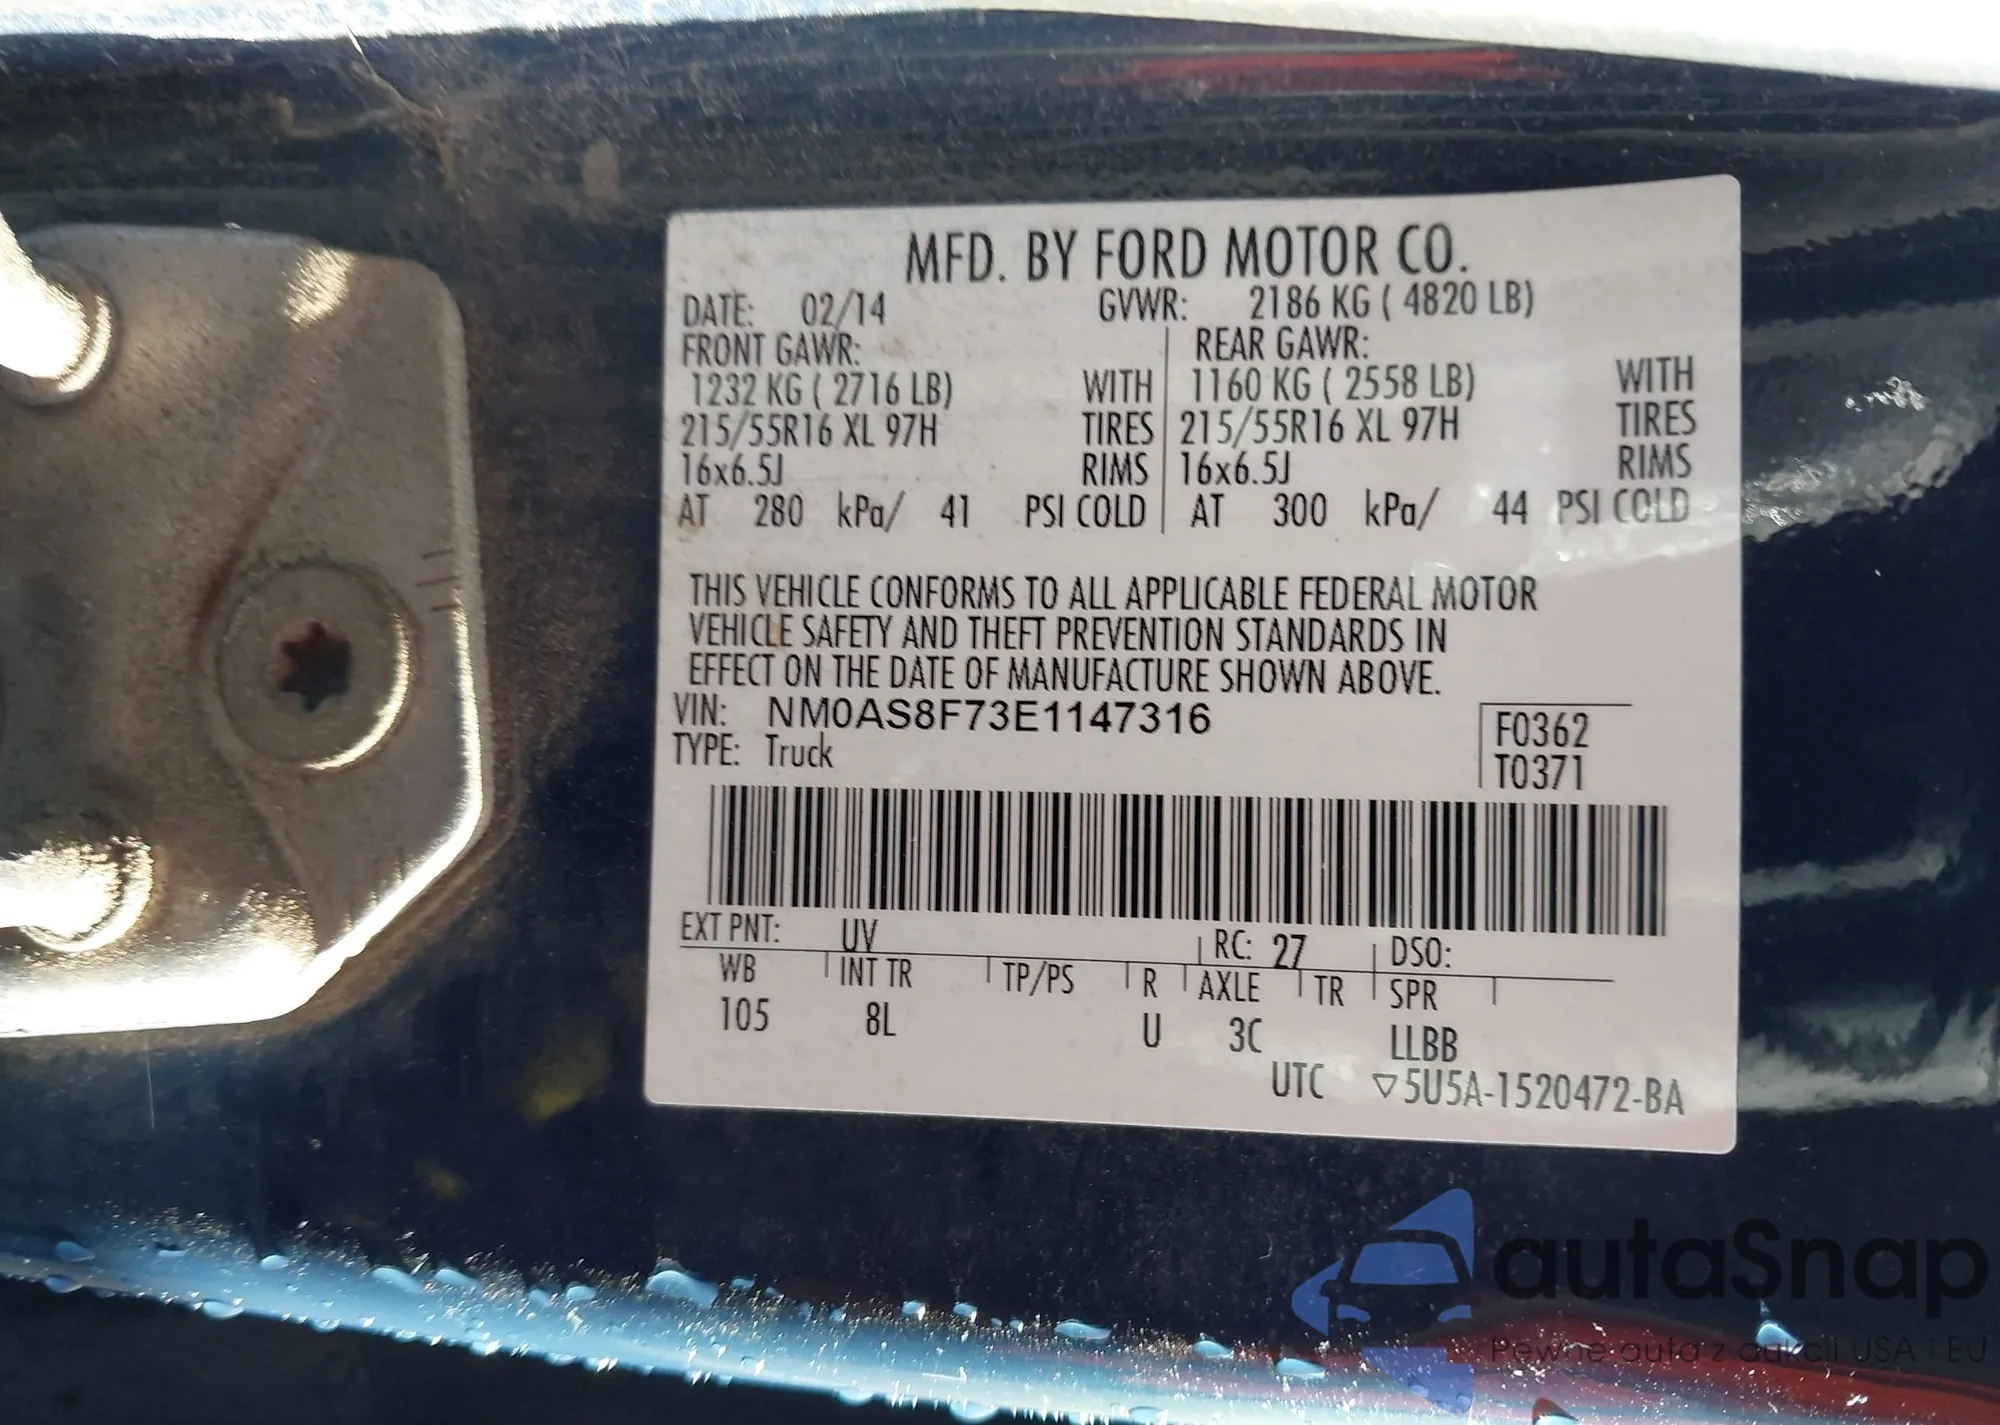 MFD. BY FORD MOTOR CO.
DATE: 02/14 GVWR: 2186 KG ( 4820 LB)
FRONT GAWR: REAR GAWR:
1232 KG ( 2716 LB) WITH 1160 KG ( 2558 LB) WITH
215/55R16 XL 97H TIRES 215/55R16 XL 97H TIRES
16x6.5J RIMS 16x6.5J RIMS
AT 280 kPa/ 41 PSI COLD AT 300 kPa/ 44 PSI COLD
THIS VEHICLE CONFORMS TO ALL APPLICABLE FEDERAL MOTOR
VEHICLE SAFETY AND THEFT PREVENTION STANDARDS IN
EFFECT ON THE DATE OF MANUFACTURE SHOWN ABOVE.
VIN: NM0AS8F73E1147316 F0362
TYPE: Truck T0371
EXT PNT: UV RC: 27 DSO:
WB INT TR TP/PS R AXLE TR SPR
105 8L U 3C LLBB
UTC ▽5U5A-1520472-BA
autaSnap
Pewne auta z aukcji USA i EU